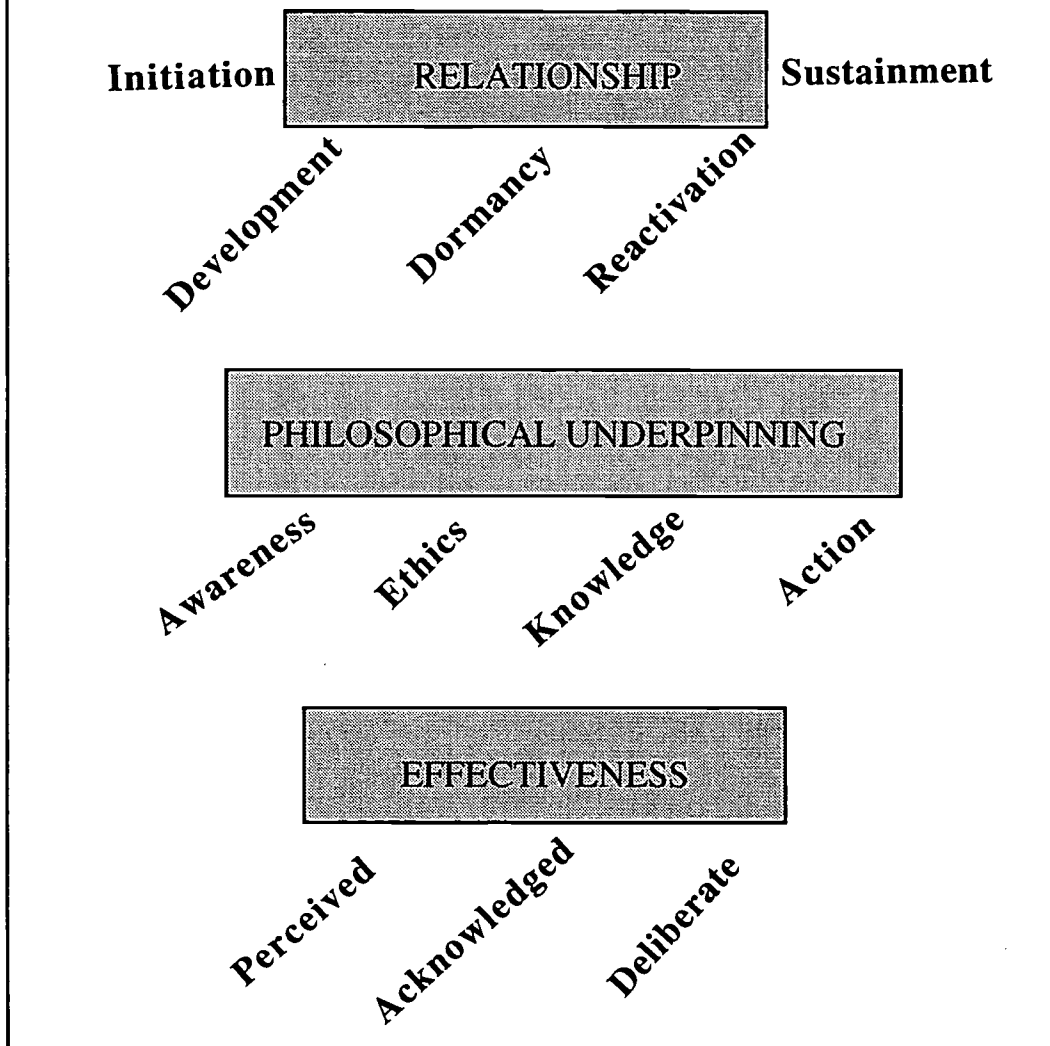 Initiation RELATIONSHIP Sustainment
Development Dormancy Reactivation
PHILOSOPHICAL UNDERPINNING
Awareness Ethics Knowledge Action
EFFECTIVENESS
Perceived Acknowledged Deliberate